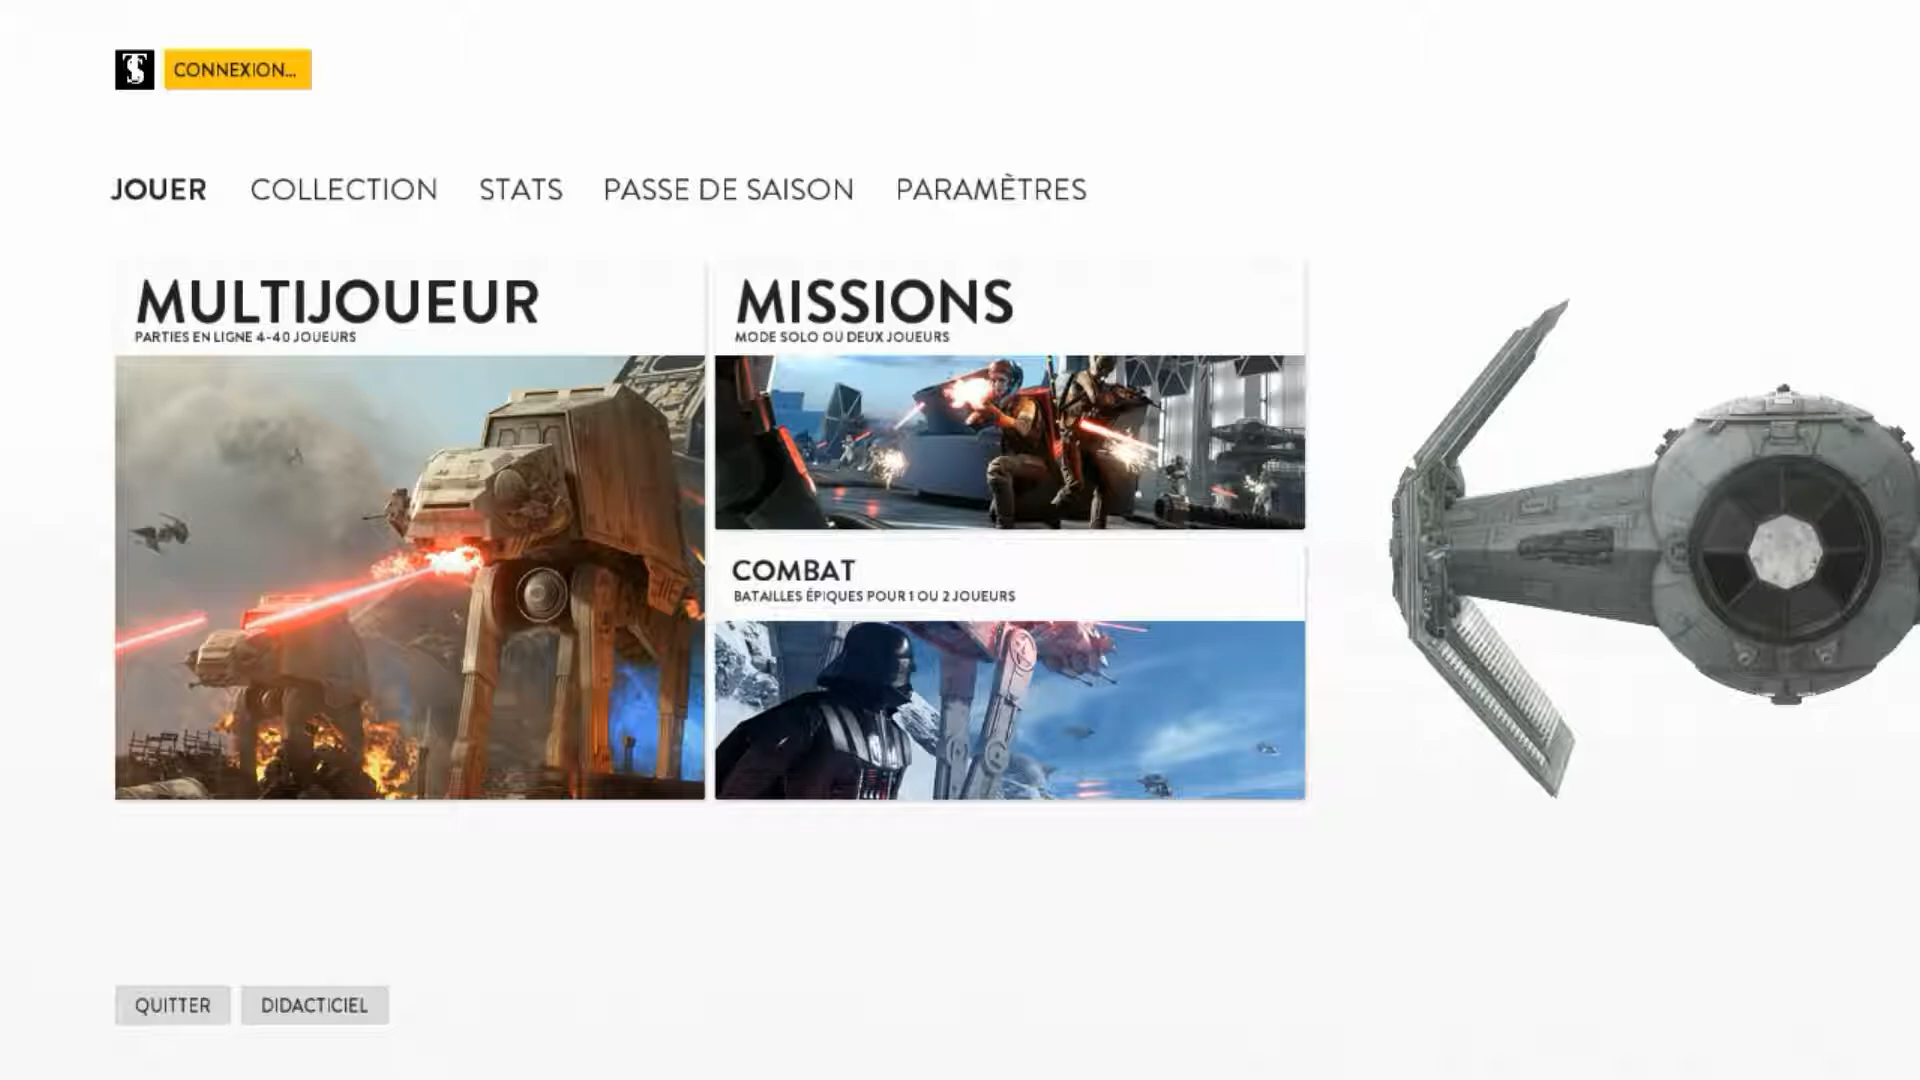 CONNEXION...
JOUER COLLECTION STATS PASSE DE SAISON PARAMÈTRES
MULTIJOUEUR
PARTIES EN LIGNE 4-40 JOUEURS
MISSIONS
MODE SOLO OU DEUX JOUEURS
COMBAT
BATAILLES ÉPIQUES POUR 1 OU 2 JOUEURS
QUITTER DIDACTICIEL